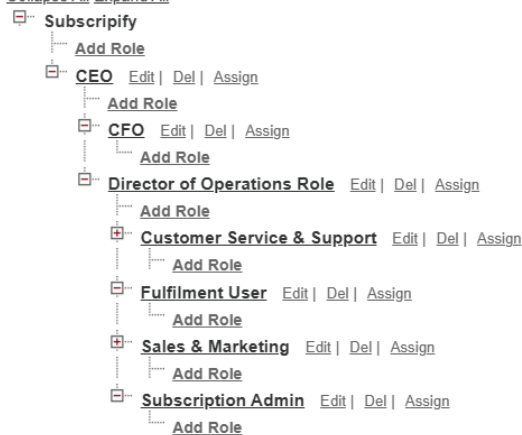 Collapse All Expand All
Subscripify
Add Role
CEO Edit | Del | Assign
Add Role
CFO Edit | Del | Assign
Add Role
Director of Operations Role Edit | Del | Assign
Add Role
Customer Service & Support Edit | Del | Assign
Add Role
Fulfilment User Edit | Del | Assign
Add Role
Sales & Marketing Edit | Del | Assign
Add Role
Subscription Admin Edit | Del | Assign
Add Role